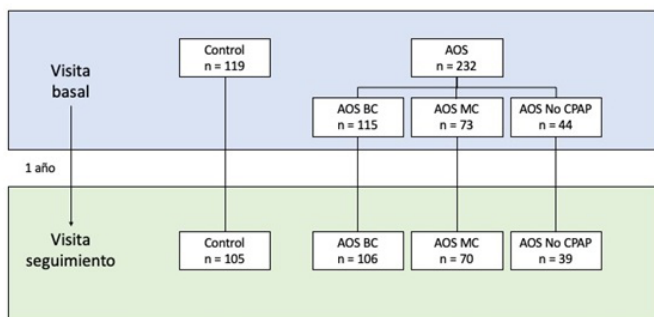 Control
n = 119
AOS
n = 232
Visita
basal
AOS BC
n = 115
AOS MC
n = 73
AOS No CPAP
n = 44
1 año
Visita
seguimiento
Control
n = 105
AOS BC
n = 106
AOS MC
n = 70
AOS No CPAP
n = 39